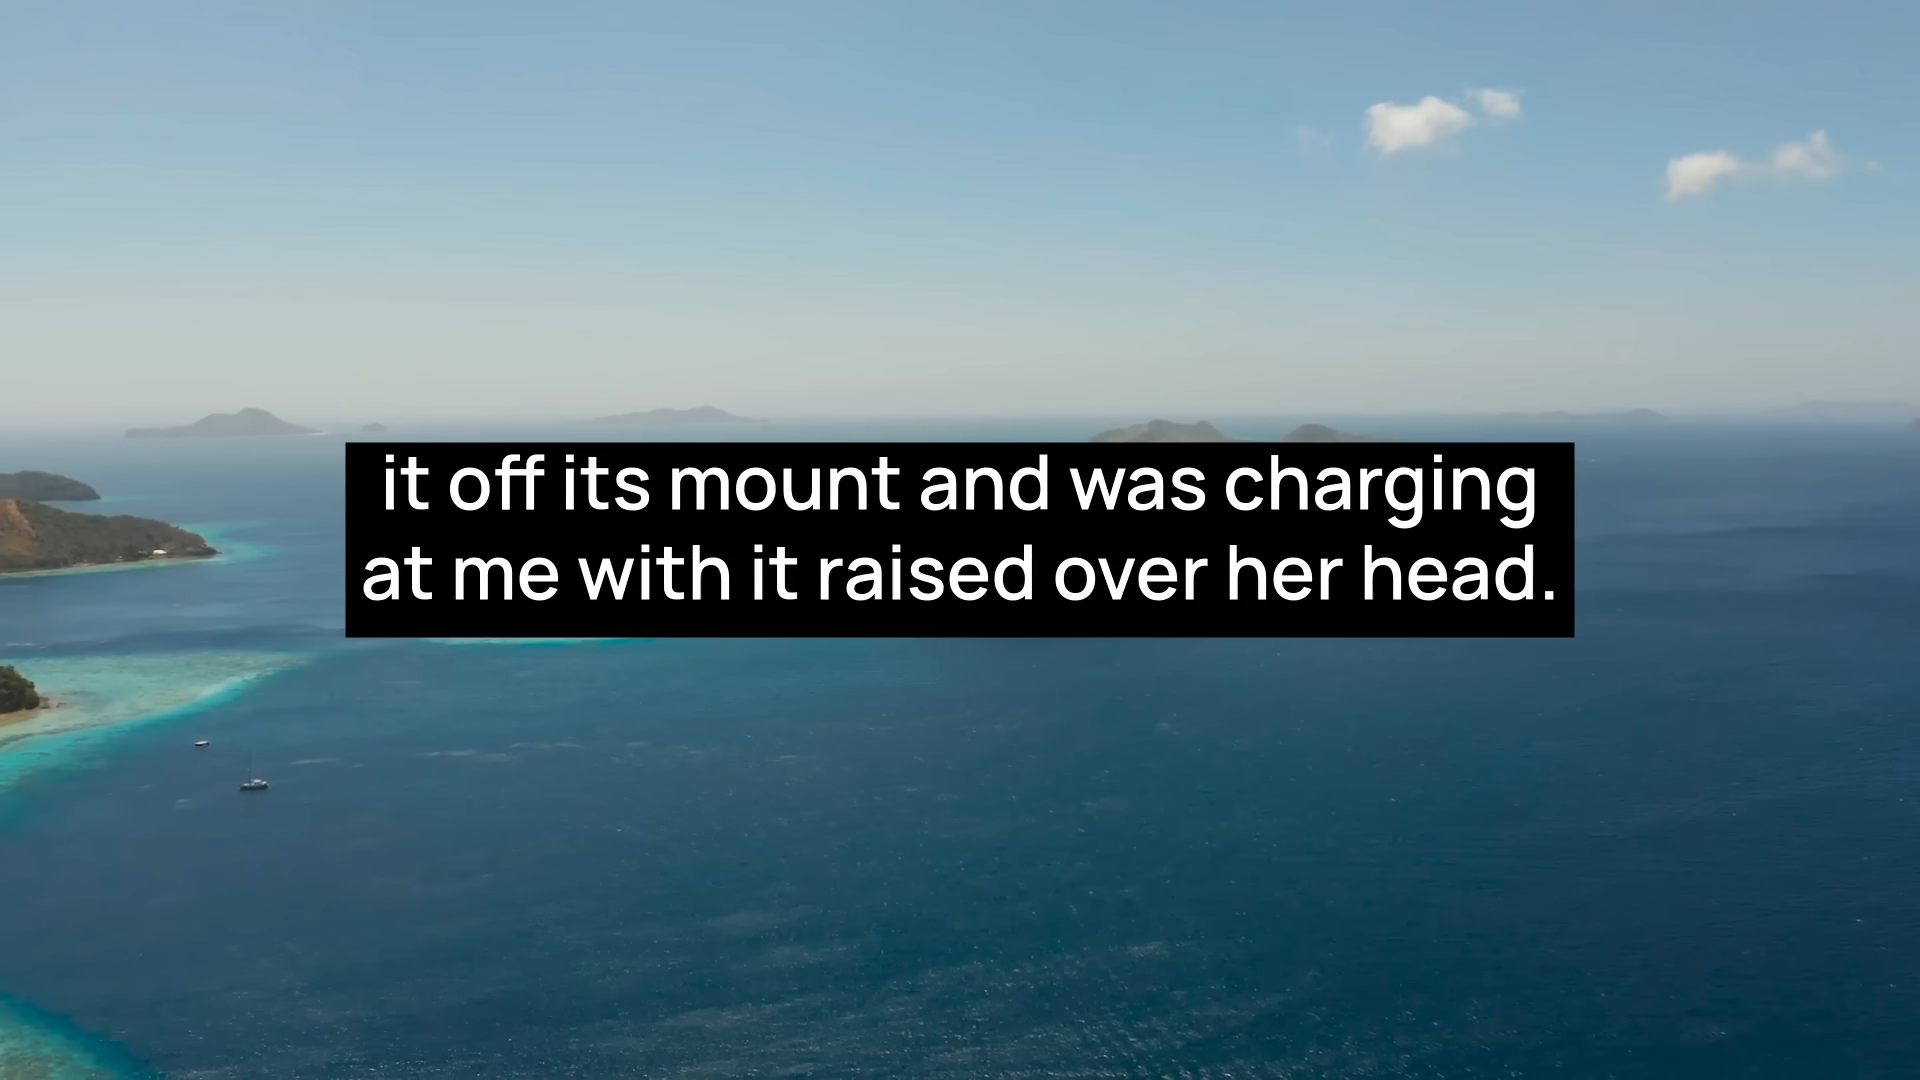 it off its mount and was charging
at me with it raised over her head.